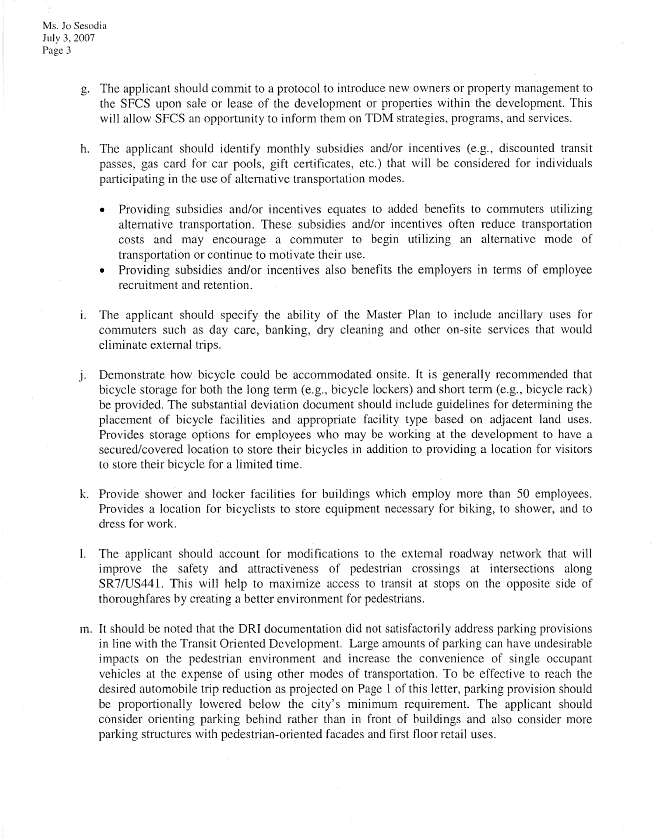 Ms. Jo Sesodia
July 3, 2007
Page 3
g. The applicant should commit to a protocol to introduce new owners or property management to
the SFCS upon sale or lease of the development or properties within the development. This
will allow SFCS an opportunity to inform them on TDM strategies, programs, and services.
h. The applicant should identify monthly subsidies and/or incentives (e.g., discounted transit
passes, gas card for car pools, gift certificates, etc.) that will be considered for individuals
participating in the use of alternative transportation modes.
• Providing subsidies and/or incentives equates to added benefits to commuters utilizing
alternative transportation. These subsidies and/or incentives often reduce transportation
costs and may encourage a commuter to begin utilizing an alternative mode of
transportation or continue to motivate their use.
• Providing subsidies and/or incentives also benefits the employers in terms of employee
recruitment and retention.
i. The applicant should specify the ability of the Master Plan to include ancillary uses for
commuters such as day care, banking, dry cleaning and other on-site services that would
eliminate external trips.
j. Demonstrate how bicycle could be accommodated onsite. It is generally recommended that
bicycle storage for both the long term (e.g., bicycle lockers) and short term (e.g., bicycle rack)
be provided. The substantial deviation document should include guidelines for determining the
placement of bicycle facilities and appropriate facility type based on adjacent land uses.
Provides storage options for employees who may be working at the development to have a
secured/covered location to store their bicycles in addition to providing a location for visitors
to store their bicycle for a limited time.
k. Provide shower and locker facilities for buildings which employ more than 50 employees.
Provides a location for bicyclists to store equipment necessary for biking, to shower, and to
dress for work.
l. The applicant should account for modifications to the external roadway network that will
improve the safety and attractiveness of pedestrian crossings at intersections along
SR7/US441. This will help to maximize access to transit at stops on the opposite side of
thoroughfares by creating a better environment for pedestrians.
m. It should be noted that the DRI documentation did not satisfactorily address parking provisions
in line with the Transit Oriented Development. Large amounts of parking can have undesirable
impacts on the pedestrian environment and increase the convenience of single occupant
vehicles at the expense of using other modes of transportation. To be effective to reach the
desired automobile trip reduction as projected on Page 1 of this letter, parking provision should
be proportionally lowered below the city's minimum requirement. The applicant should
consider orienting parking behind rather than in front of buildings and also consider more
parking structures with pedestrian-oriented facades and first floor retail uses.